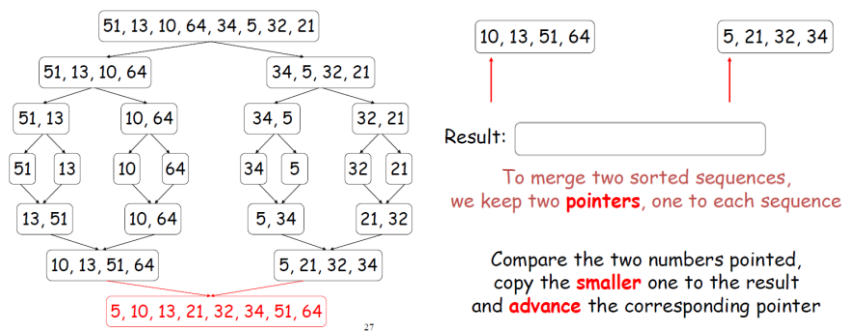 51, 13, 10, 64, 34, 5, 32, 21
51, 13, 10, 64
34, 5, 32, 21
51, 13
10, 64
34, 5
32, 21
51
13
10
64
34
5
32
21
13, 51
10, 64
5, 34
21, 32
10, 13, 51, 64
5, 21, 32, 34
5, 10, 13, 21, 32, 34, 51, 64
27
10, 13, 51, 64
5, 21, 32, 34
Result:
To merge two sorted sequences,
we keep two pointers, one to each sequence
Compare the two numbers pointed,
copy the smaller one to the result
and advance the corresponding pointer